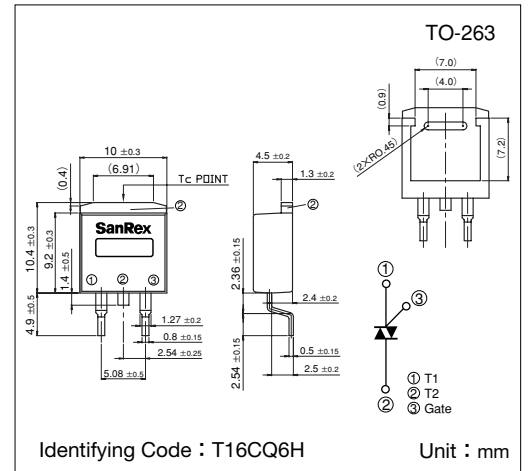 TO-263
(7.0)
(4.0)
(0.9)
(7.2)
(2×R0.45)
10 ±0.3
(6.91)
Tc POINT
(0.4)
②
SanRex
① ② ③
10.4 ±0.3
9.2 ±0.3
1.4 ±0.5
4.9 ±0.5
1.27 ±0.2
0.8 ±0.15
2.54 ±0.25
5.08 ±0.5
4.5 ±0.2
1.3 ±0.2
②
2.36 ±0.15
2.4 ±0.2
2.54 ±0.15
0.5 ±0.15
2.5 ±0.2
①
③
②
① T1
② T2
③ Gate
Identifying Code：T16CQ6H
Unit：mm